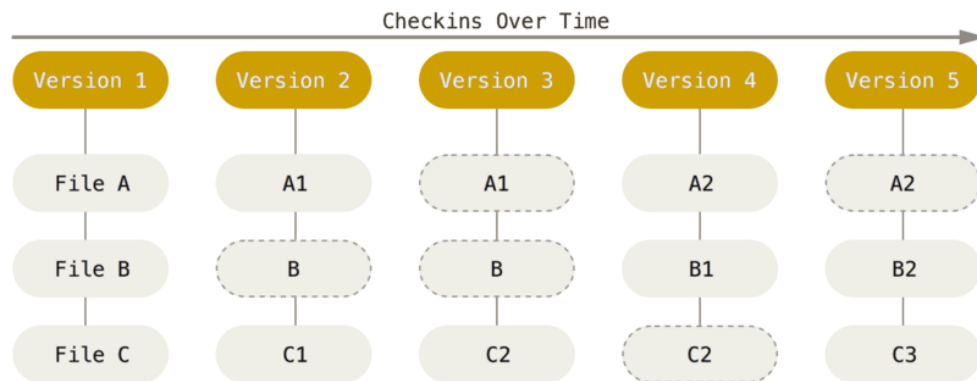 Checkins Over Time
Version 1 Version 2 Version 3 Version 4 Version 5
File A A1 A1 A2 A2
File B B B B1 B2
File C C1 C2 C2 C3